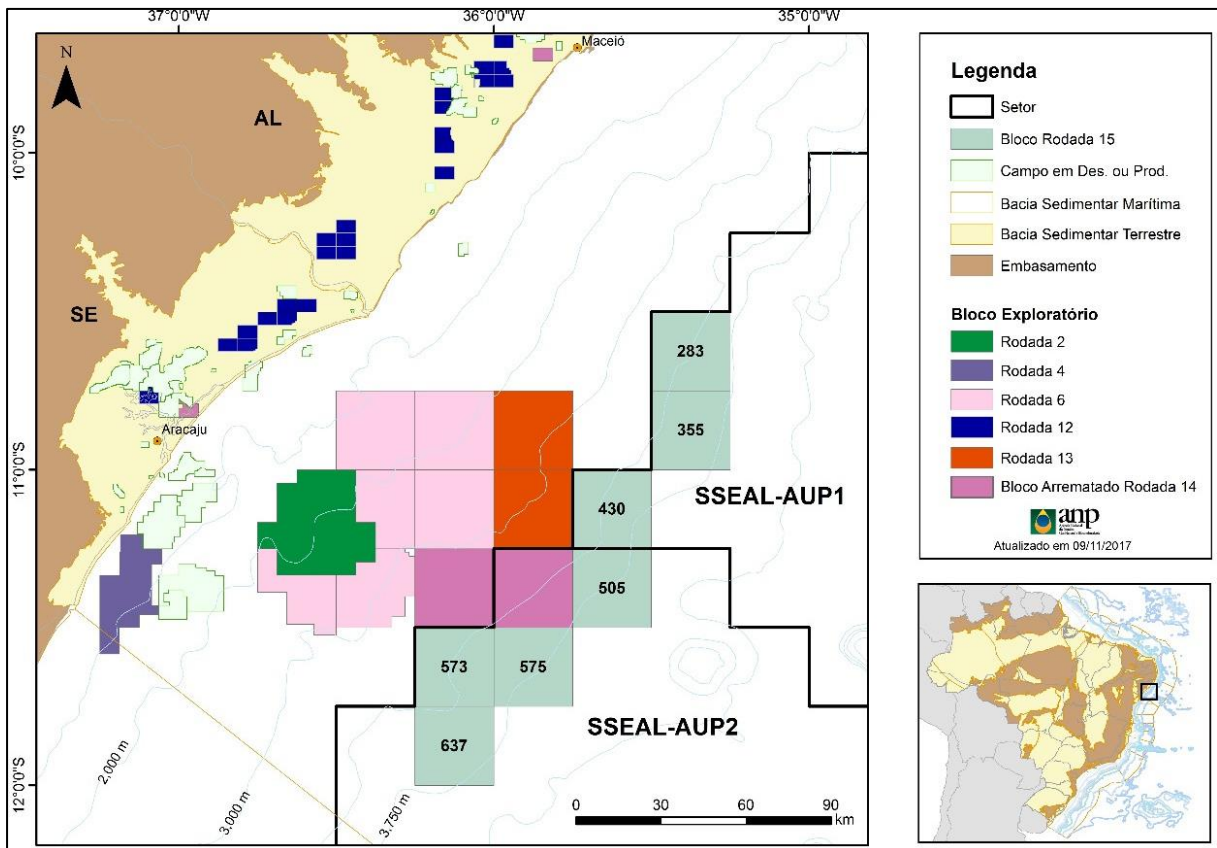 37°0'0"W
36°0'0"W
35°0'0"W
N
Maceió
AL
10°0'0"S
SE
Aracaju
11°0'0"S
283
355
SSEAL-AUP1
430
505
573
575
SSEAL-AUP2
637
12°0'0"S
2.000 m
3.000 m
3.750 m
0 30 60 90
km
Legenda
Setor
Bloco Rodada 15
Campo em Des. ou Prod.
Bacia Sedimentar Marítima
Bacia Sedimentar Terrestre
Embasamento
Bloco Exploratório
Rodada 2
Rodada 4
Rodada 6
Rodada 12
Rodada 13
Bloco Arrematado Rodada 14
anp
Atualizado em 09/11/2017